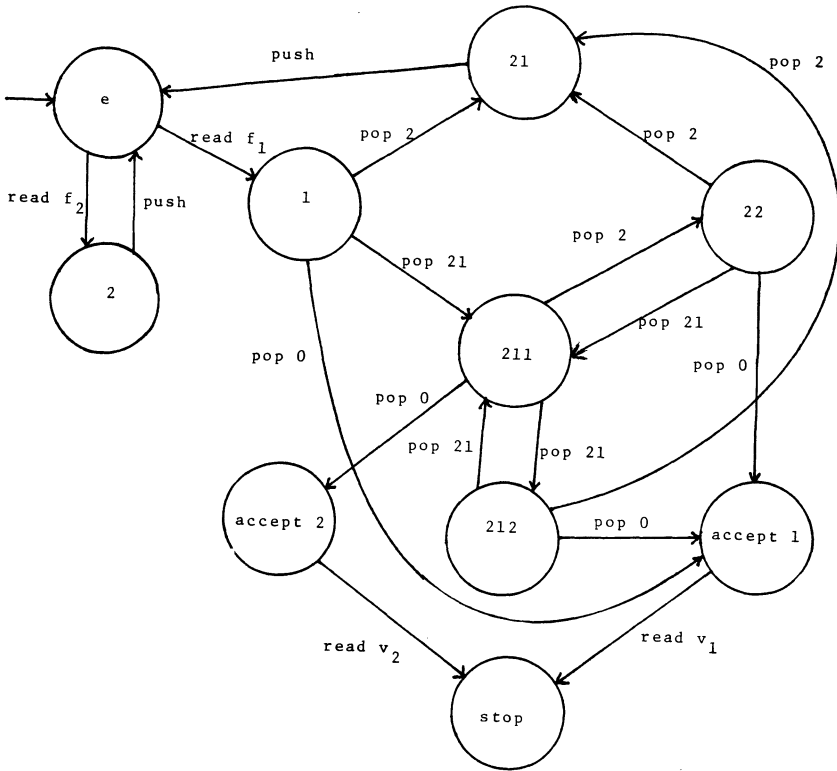 21
push
pop 2
e
read f₁
pop 2
pop 2
1
22
read f₂
push
pop 2
pop 21
2
pop 21
211
pop 0
pop 0
pop 0
pop 21
pop 21
accept 2
212
pop 0
accept 1
read v₂
read v₁
stop